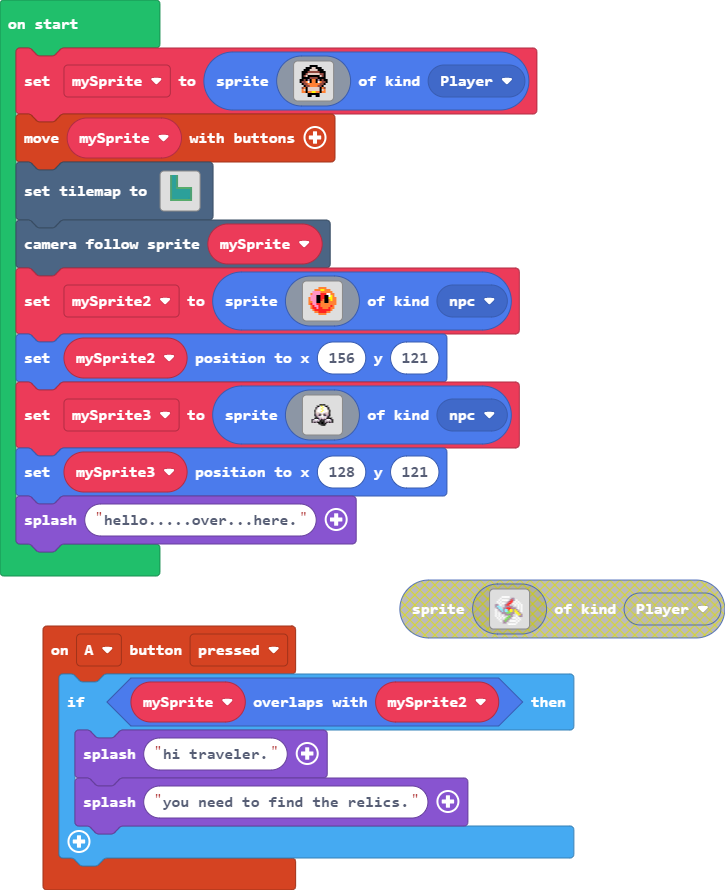 on start
set mySprite to sprite of kind Player
move mySprite with buttons
set tilemap to
camera follow sprite mySprite
set mySprite2 to sprite of kind npc
set mySprite2 position to x 156 y 121
set mySprite3 to sprite of kind npc
set mySprite3 position to x 128 y 121
splash "hello.....over...here."
sprite of kind Player
on A button pressed
if mySprite overlaps with mySprite2 then
splash "hi traveler."
splash "you need to find the relics."